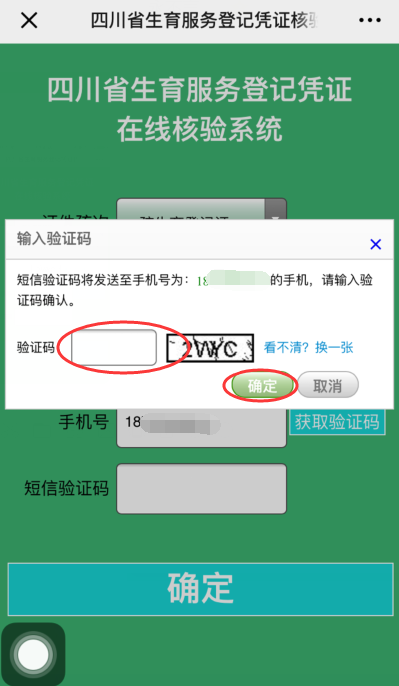 四川省生育服务登记凭证核验
四川省生育服务登记凭证
在线核验系统
输入验证码
短信验证码将发送至手机号为：18的手机，请输入验
证码确认。
验证码 2VVYC 看不清？换一张
确定 取消
手机号 18 获取验证码
短信验证码
确定